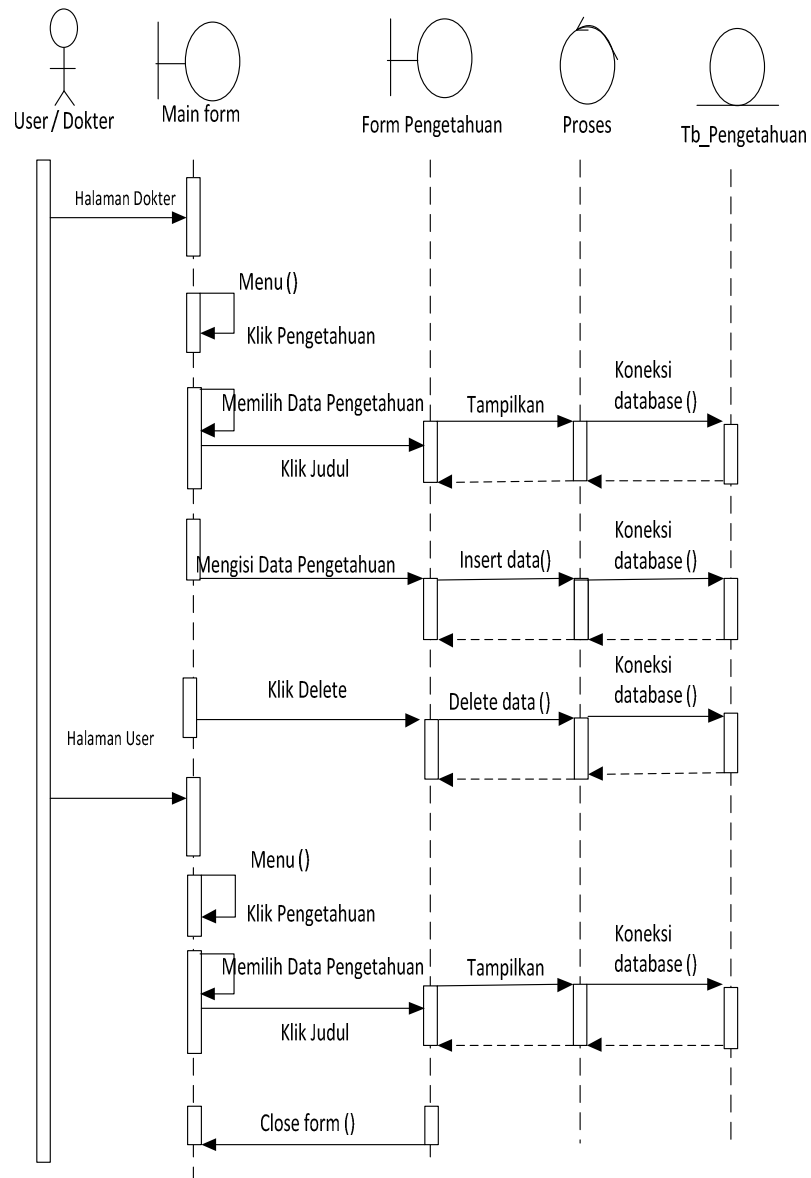 User / Dokter
Main form
Form Pengetahuan
Proses
Tb_Pengetahuan
Halaman Dokter
Menu ()
Klik Pengetahuan
Memilih Data Pengetahuan
Tampilkan
Koneksi
database ()
Klik Judul
Mengisi Data Pengetahuan
Insert data()
Koneksi
database ()
Klik Delete
Delete data ()
Koneksi
database ()
Halaman User
Menu ()
Klik Pengetahuan
Memilih Data Pengetahuan
Tampilkan
Koneksi
database ()
Klik Judul
Close form ()